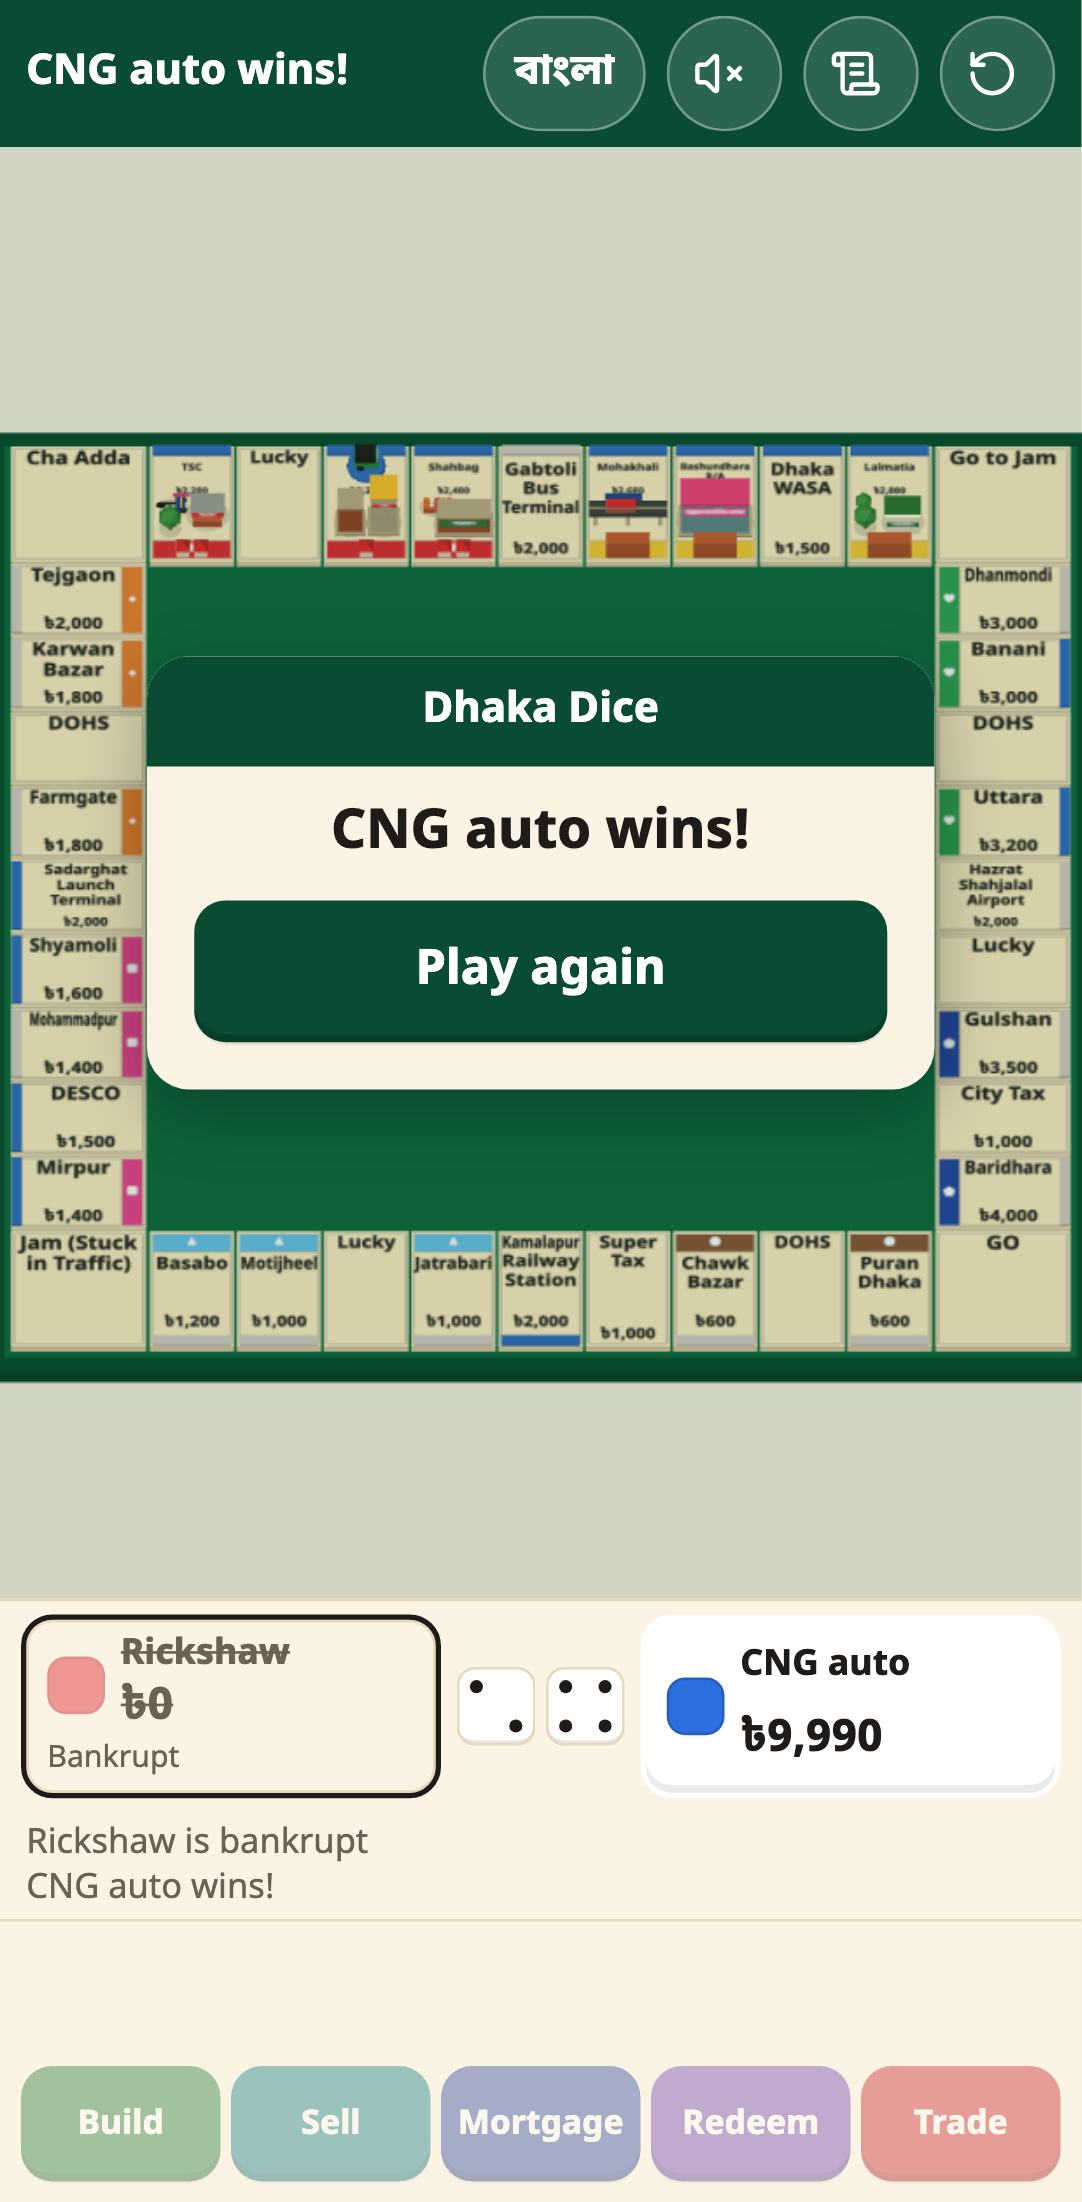 CNG auto wins!
বাংলা
Cha Adda
TSC
৳2,200
Lucky
Shahbag
৳2,400
Gabtoli
Bus
Terminal
৳2,000
Mohakhali
৳2,600
Bashundhara
R/A
Dhaka
WASA
৳1,500
Lalmatia
৳2,800
Go to Jam
Tejgaon
৳2,000
Karwan
Bazar
৳1,800
DOHS
Farmgate
৳1,800
Sadarghat
Launch
Terminal
৳2,000
Shyamoli
৳1,600
Mohammadpur
৳1,400
DESCO
৳1,500
Mirpur
৳1,400
Dhanmondi
৳3,000
Banani
৳3,000
DOHS
Uttara
৳3,200
Hazrat
Shahjalal
Airport
৳2,000
Lucky
Gulshan
৳3,500
City Tax
৳1,000
Baridhara
৳4,000
Dhaka Dice
CNG auto wins!
Play again
Jam (Stuck
in Traffic)
Basabo
৳1,200
Motijheel
৳1,000
Lucky
Jatrabari
৳1,000
Kamalapur
Railway
Station
৳2,000
Super
Tax
৳1,000
Chawk
Bazar
৳600
DOHS
Puran
Dhaka
৳600
GO
Rickshaw
৳0
Bankrupt
CNG auto
৳9,990
Rickshaw is bankrupt
CNG auto wins!
Build
Sell
Mortgage
Redeem
Trade